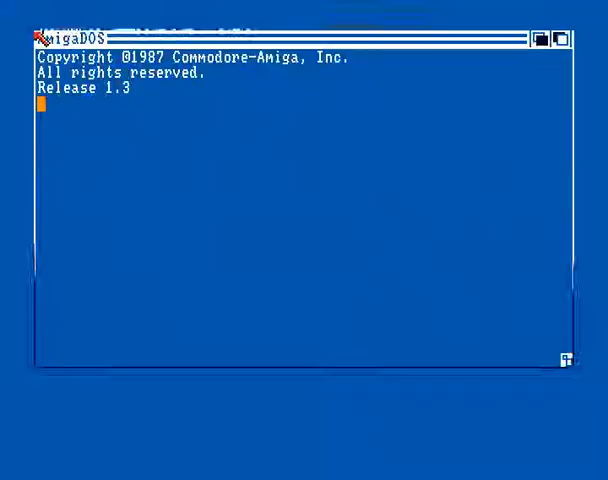 AmigaDOS
Copyright ©1987 Commodore-Amiga, Inc.
All rights reserved.
Release 1.3